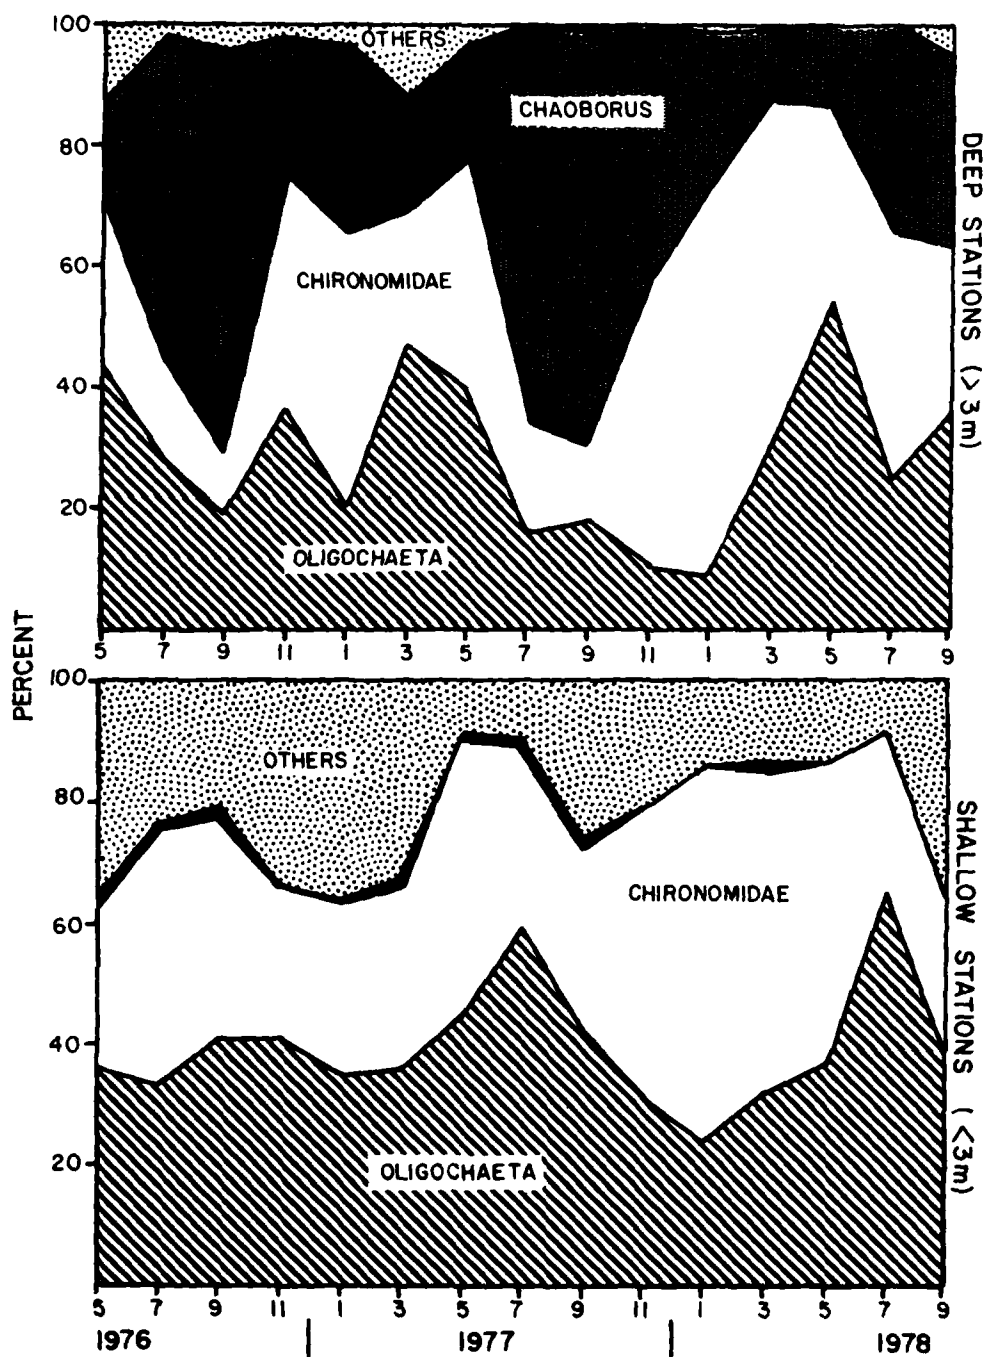 100
OTHERS
CHAOBORUS
80
60
CHIRONOMIDAE
40
20
OLIGOCHAETA
5 7 9 11 1 3 5 7 9 11 1 3 5 7 9
DEEP STATIONS (>3m)
PERCENT
100
OTHERS
80
CHIRONOMIDAE
60
40
20
OLIGOCHAETA
5 7 9 11 1 3 5 7 9 11 1 3 5 7 9
1976 1977 1978
SHALLOW STATIONS (<3m)